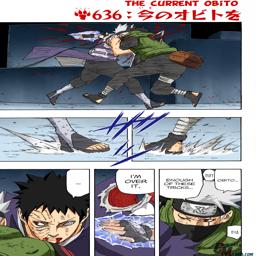 THE CURRENT OBITO
636:今のオビトを
OBITO...
ENOUGH
OF THESE
TRICKS...
I'M
OVER
IT.
...